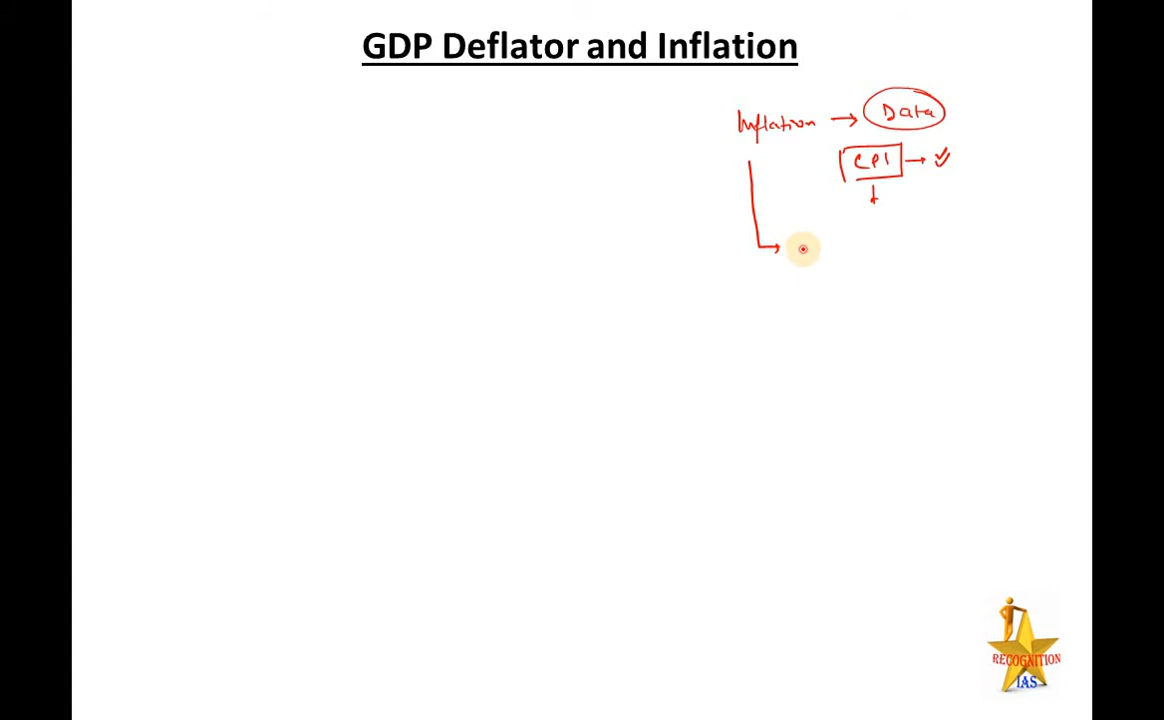 GDP Deflator and Inflation
Inflation → Data
CPI → ✓
RECOGNITION
IAS